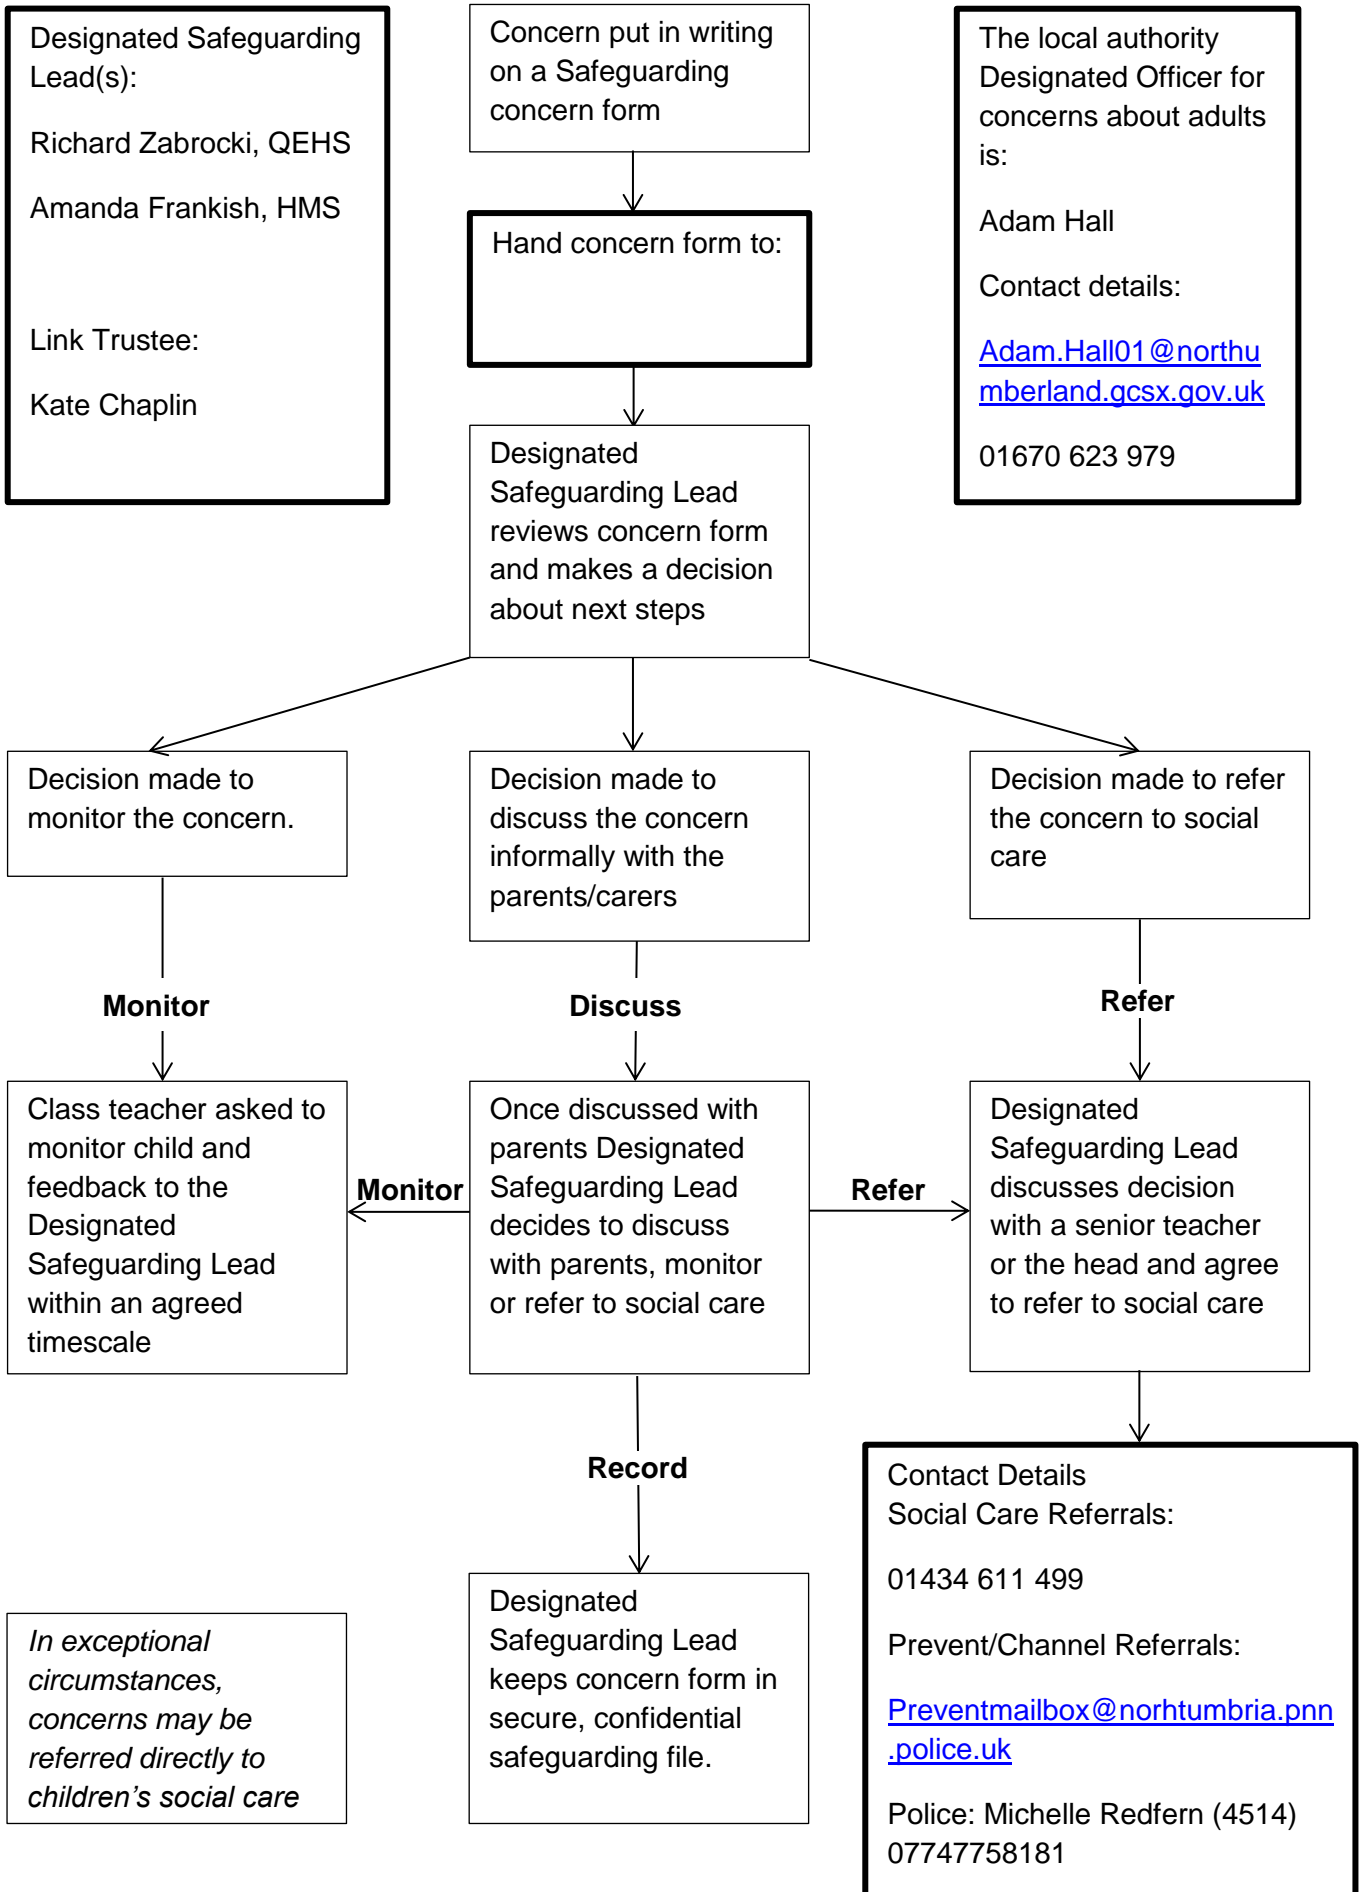 Designated Safeguarding
Lead(s):
Richard Zabrocki, QEHS
Amanda Frankish, HMS
Link Trustee:
Kate Chaplin
Concern put in writing
on a Safeguarding
concern form
Hand concern form to:
The local authority
Designated Officer for
concerns about adults
is:
Adam Hall
Contact details:
Adam.Hall01@northu
mberland.gcsx.gov.uk
01670 623 979
Designated
Safeguarding Lead
reviews concern form
and makes a decision
about next steps
Decision made to
monitor the concern.
Decision made to
discuss the concern
informally with the
parents/carers
Decision made to refer
the concern to social
care
Monitor
Discuss
Refer
Class teacher asked to
monitor child and
feedback to the
Designated
Safeguarding Lead
within an agreed
timescale
Monitor
Once discussed with
parents Designated
Safeguarding Lead
decides to discuss
with parents, monitor
or refer to social care
Refer
Designated
Safeguarding Lead
discusses decision
with a senior teacher
or the head and agree
to refer to social care
Record
In exceptional
circumstances,
concerns may be
referred directly to
children’s social care
Designated
Safeguarding Lead
keeps concern form in
secure, confidential
safeguarding file.
Contact Details
Social Care Referrals:
01434 611 499
Prevent/Channel Referrals:
Preventmailbox@norhtumbria.pnn
.police.uk
Police: Michelle Redfern (4514)
07747758181